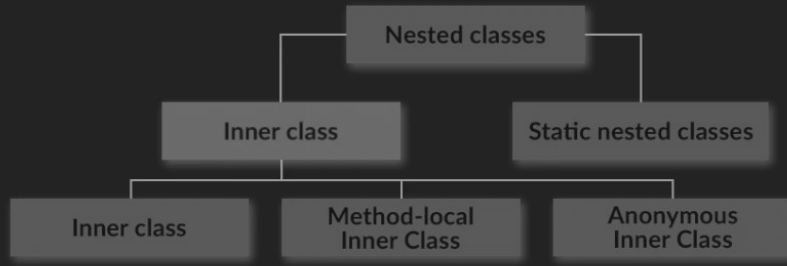 Nested classes
Inner class
Static nested classes
Inner class
Method-local
Inner Class
Anonymous
Inner Class